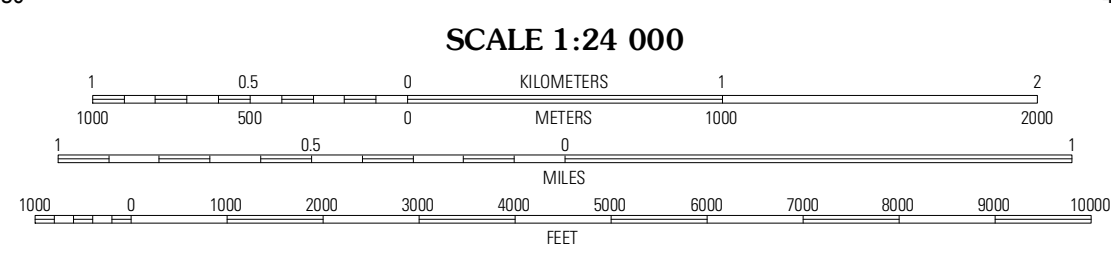 SCALE 1:24 000
1 0.5 0 KILOMETERS 1 2
1000 500 0 METERS 1000 2000
1 0.5 0 1
MILES
1000 0 1000 2000 3000 4000 5000 6000 7000 8000 9000 10000
FEET